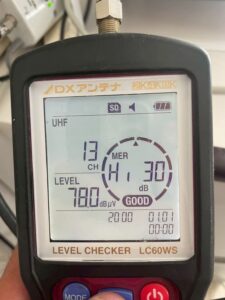 DXアンテナ 2K4K8K
SD
UHF
13
CH
MER
Hi 30
dB
GOOD
LEVEL
78.0 dBμV
20:00 01.01
00:00
LEVEL CHECKER LC60WS
MODE